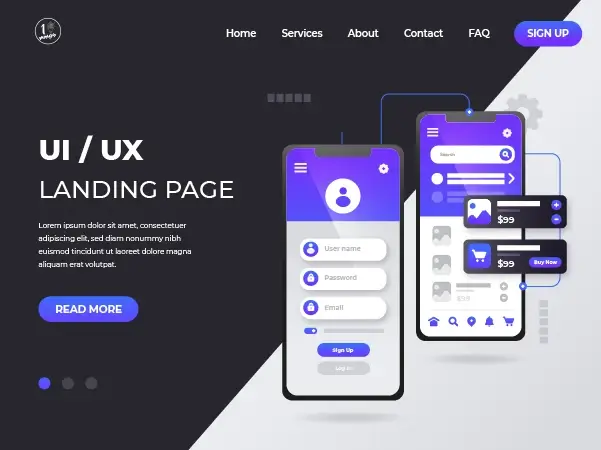 Home Services About Contact FAQ SIGN UP
UI / UX
LANDING PAGE
Lorem ipsum dolor sit amet, consectetuer
adipiscing elit, sed diam nonummy nibh
euismod tincidunt ut laoreet dolore magna
aliquam erat volutpat.
READ MORE
User name
Password
Email
Sign Up
Log in
Search
$99
$99
Buy Now
$99